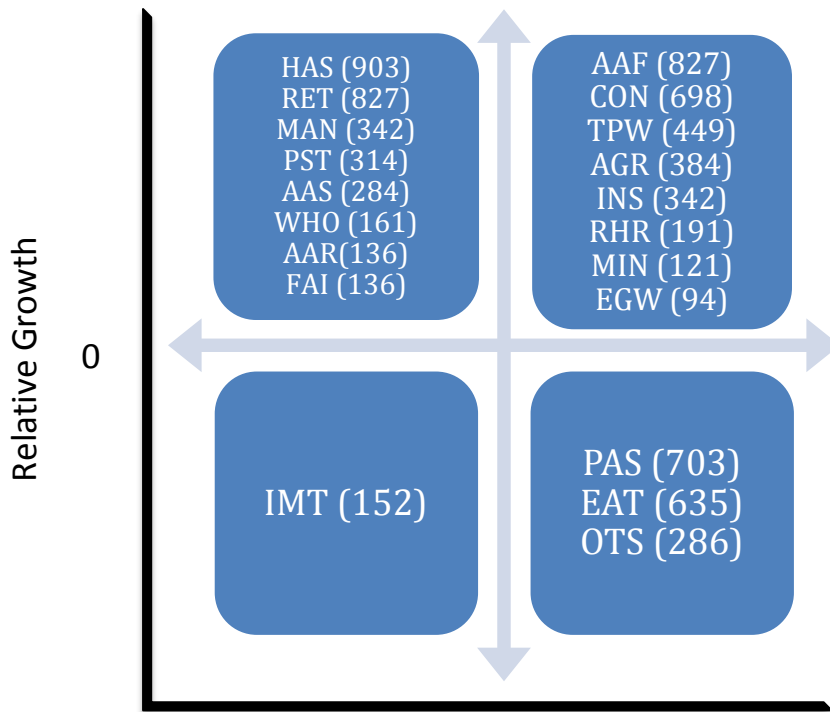 HAS (903)
RET (827)
MAN (342)
PST (314)
AAS (284)
WHO (161)
AAR(136)
FAI (136)
AAF (827)
CON (698)
TPW (449)
AGR (384)
INS (342)
RHR (191)
MIN (121)
EGW (94)
Relative Growth
0
IMT (152)
PAS (703)
EAT (635)
OTS (286)